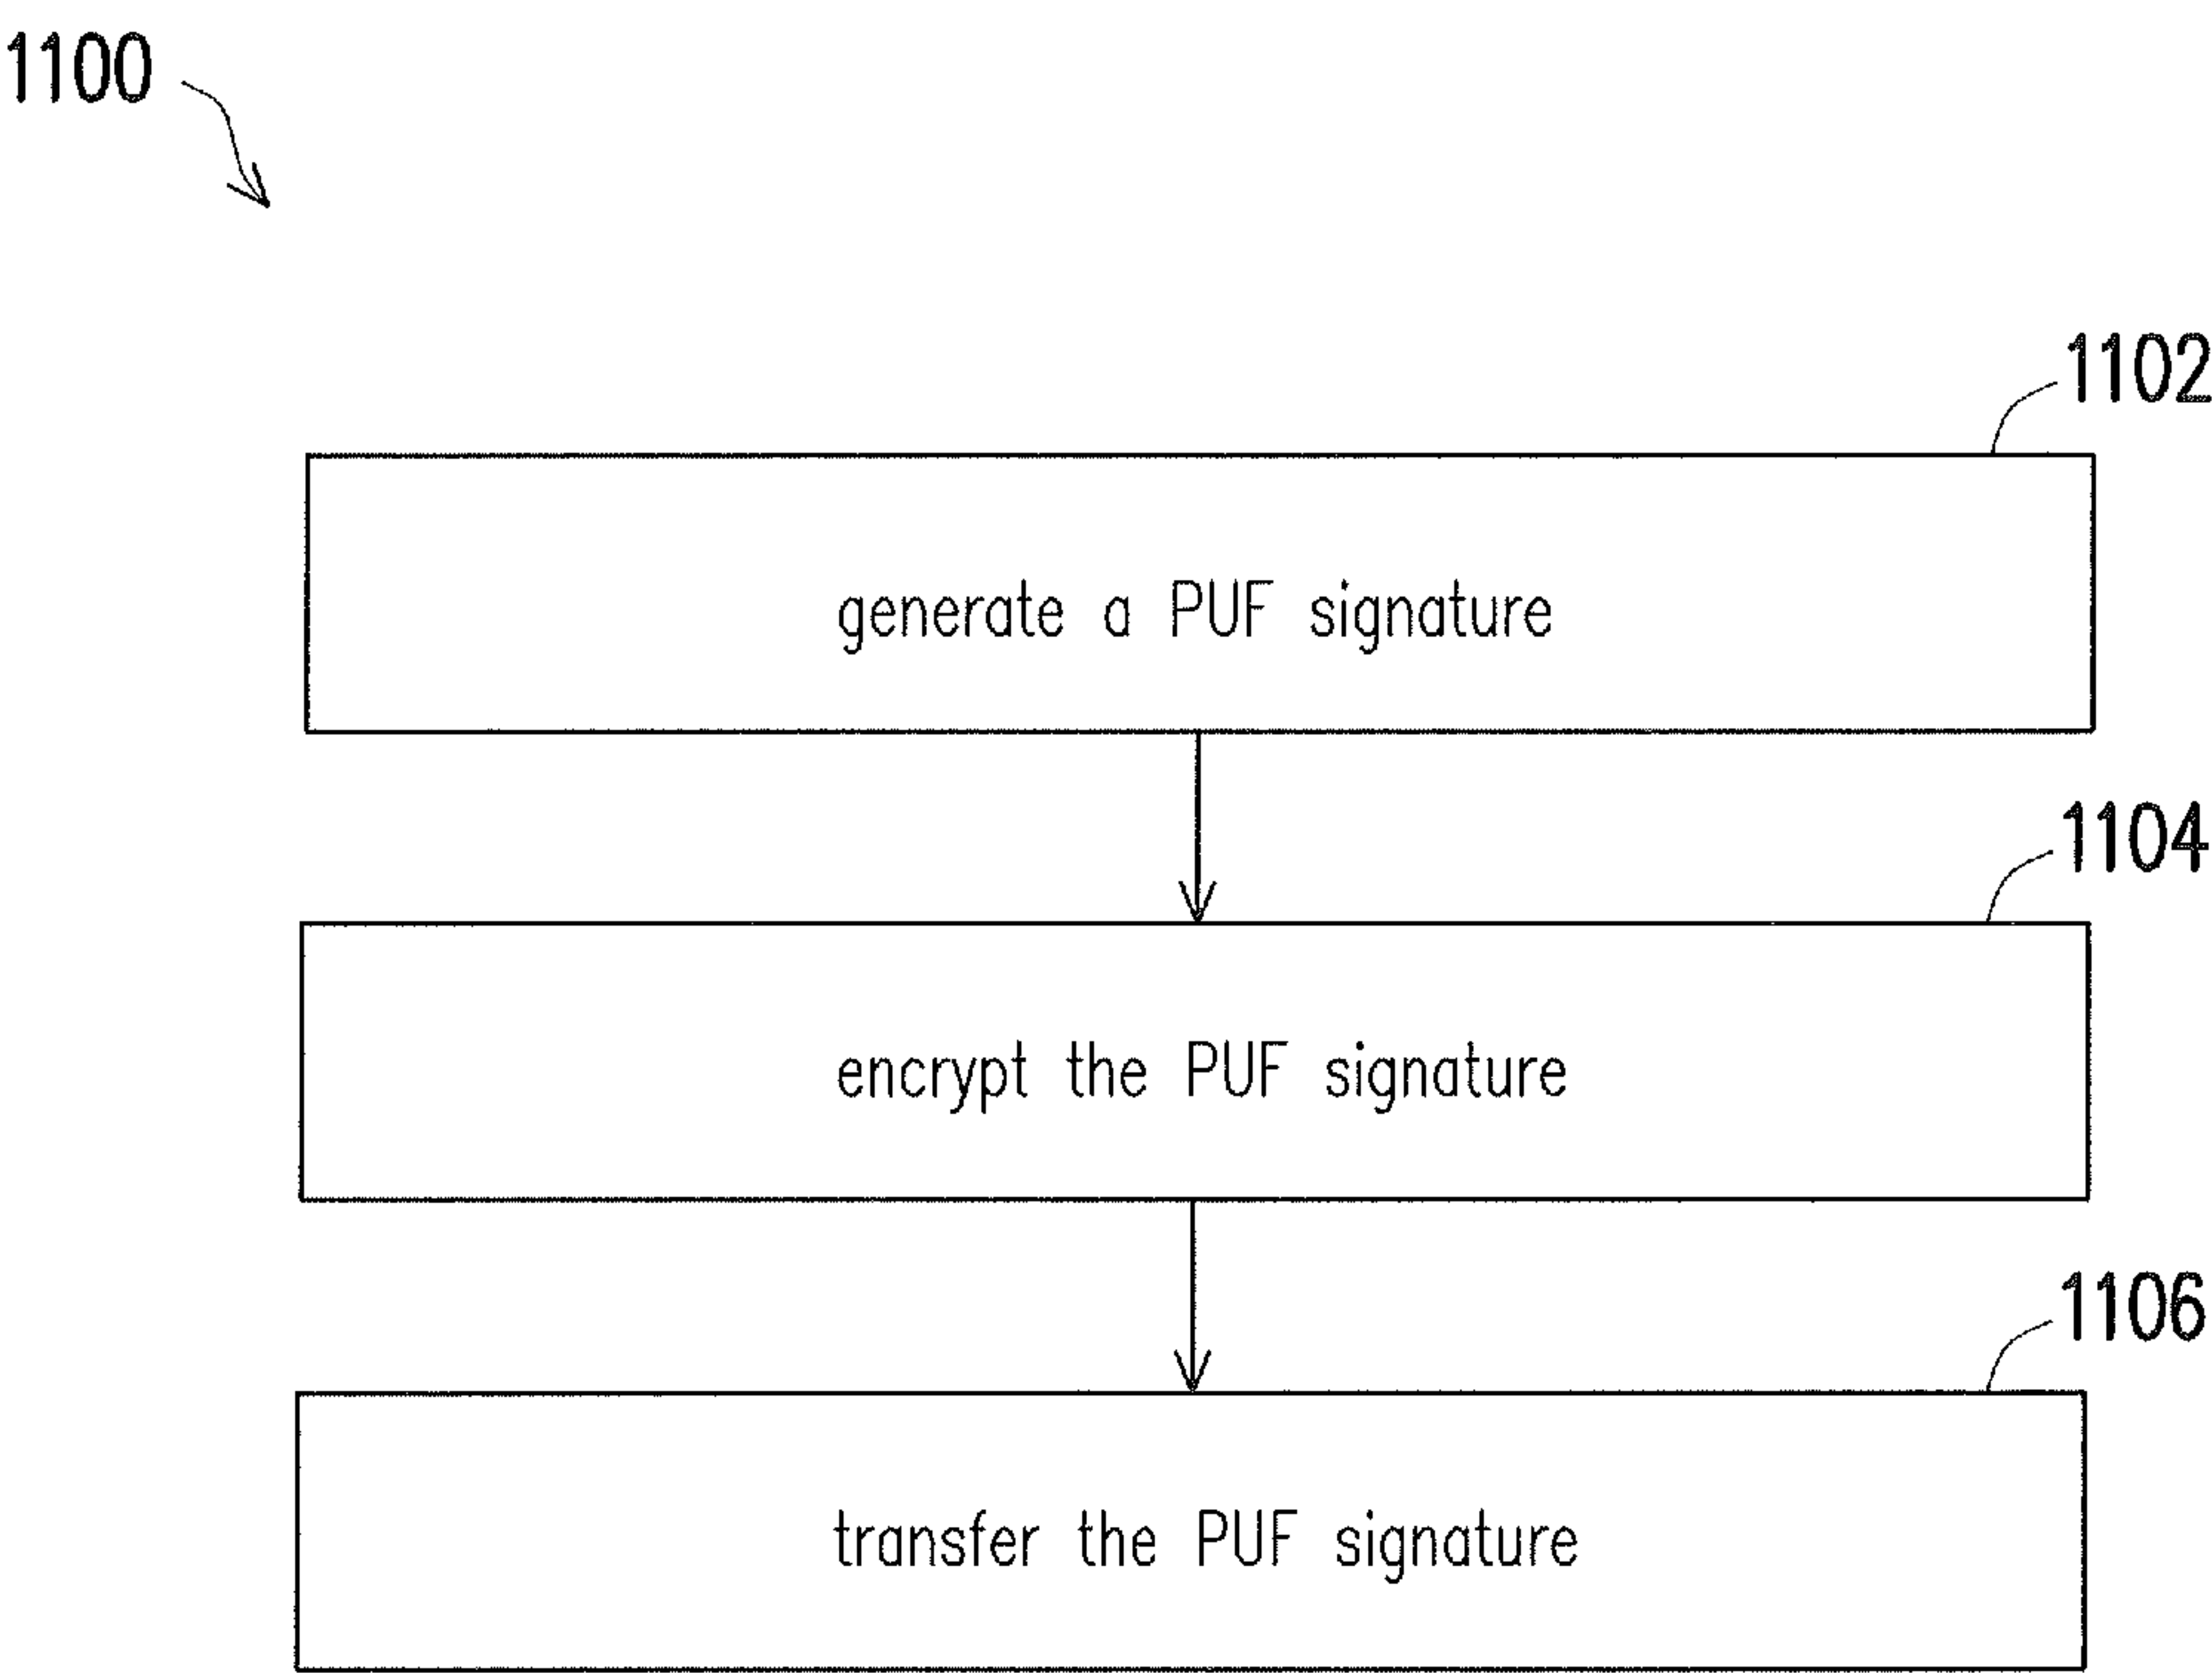 1100
1102
generate a PUF signature
1104
encrypt the PUF signature
1106
transfer the PUF signature